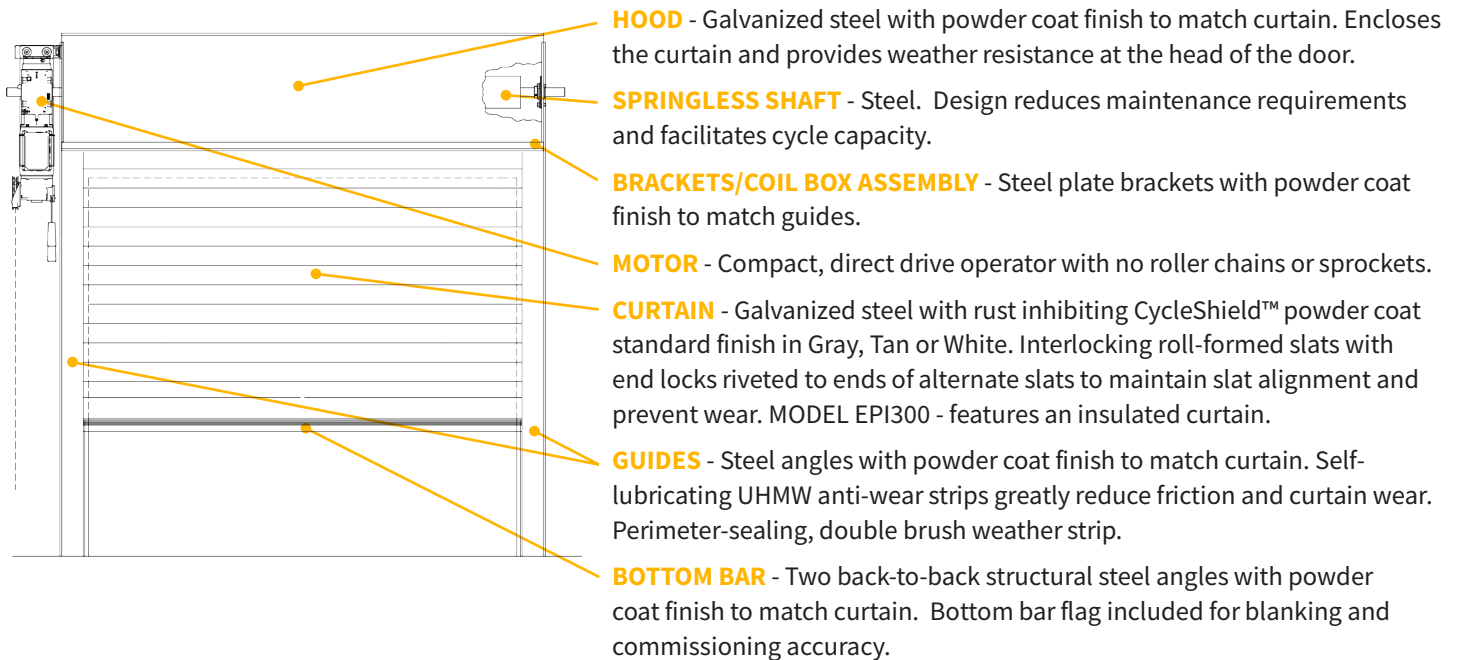 HOOD - Galvanized steel with powder coat finish to match curtain. Encloses
the curtain and provides weather resistance at the head of the door.
SPRINGLESS SHAFT - Steel.  Design reduces maintenance requirements
and facilitates cycle capacity.
BRACKETS/COIL BOX ASSEMBLY - Steel plate brackets with powder coat
finish to match guides.
MOTOR - Compact, direct drive operator with no roller chains or sprockets.
CURTAIN - Galvanized steel with rust inhibiting CycleShield™ powder coat
standard finish in Gray, Tan or White. Interlocking roll-formed slats with
end locks riveted to ends of alternate slats to maintain slat alignment and
prevent wear. MODEL EPI300 - features an insulated curtain.
GUIDES - Steel angles with powder coat finish to match curtain. Self-
lubricating UHMW anti-wear strips greatly reduce friction and curtain wear.
Perimeter-sealing, double brush weather strip.
BOTTOM BAR - Two back-to-back structural steel angles with powder
coat finish to match curtain.  Bottom bar flag included for blanking and
commissioning accuracy.